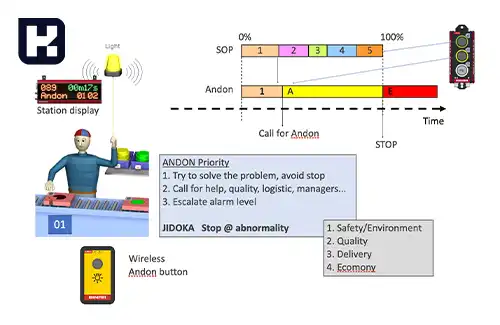 H
Light
089 00m17s
Andon 01 02
Station display
0% 100%
SOP 1 2 3 4 5
Andon 1 A E
Time
Call for Andon
STOP
ANDON Priority
1. Try to solve the problem, avoid stop
2. Call for help, quality, logistic, managers...
3. Escalate alarm level
JIDOKA Stop @ abnormality
01
1. Safety/Environment
2. Quality
3. Delivery
4. Ecomony
Wireless
Andon button